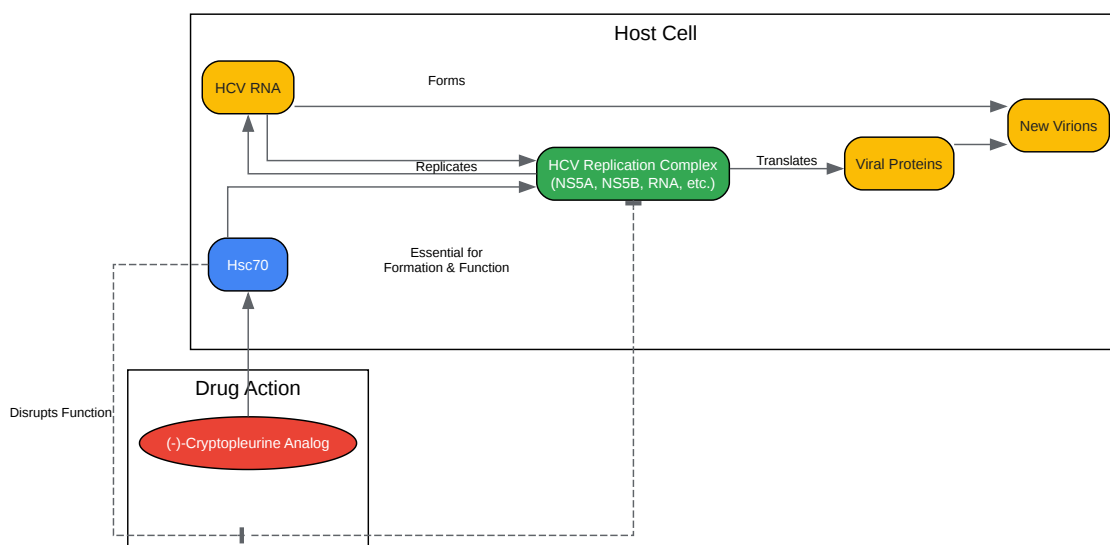 Host Cell
HCV RNA
Forms
New Virions
HCV Replication Complex
(NS5A, NS5B, RNA, etc.)
Replicates
Translates
Viral Proteins
Essential for
Formation & Function
Hsc70
Drug Action
Disrupts Function
(-)-Cryptopleurine Analog